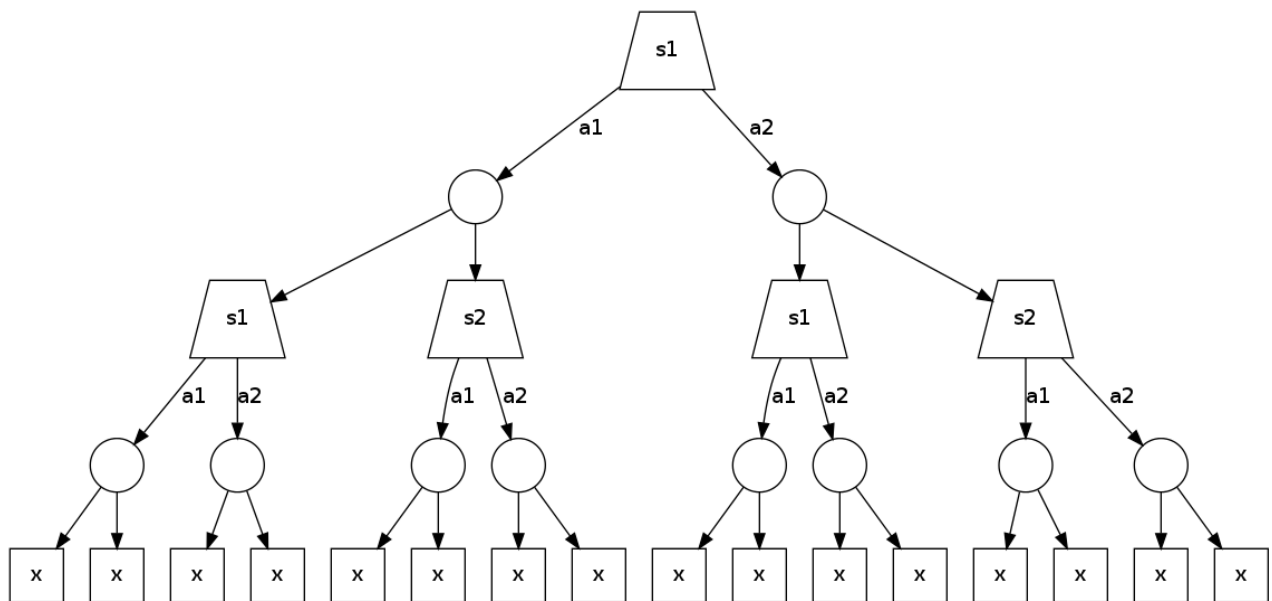 s1
a1 a2
s1 s2 s1 s2
a1 a2 a1 a2 a1 a2 a1 a2
x x x x x x x x x x x x x x x x